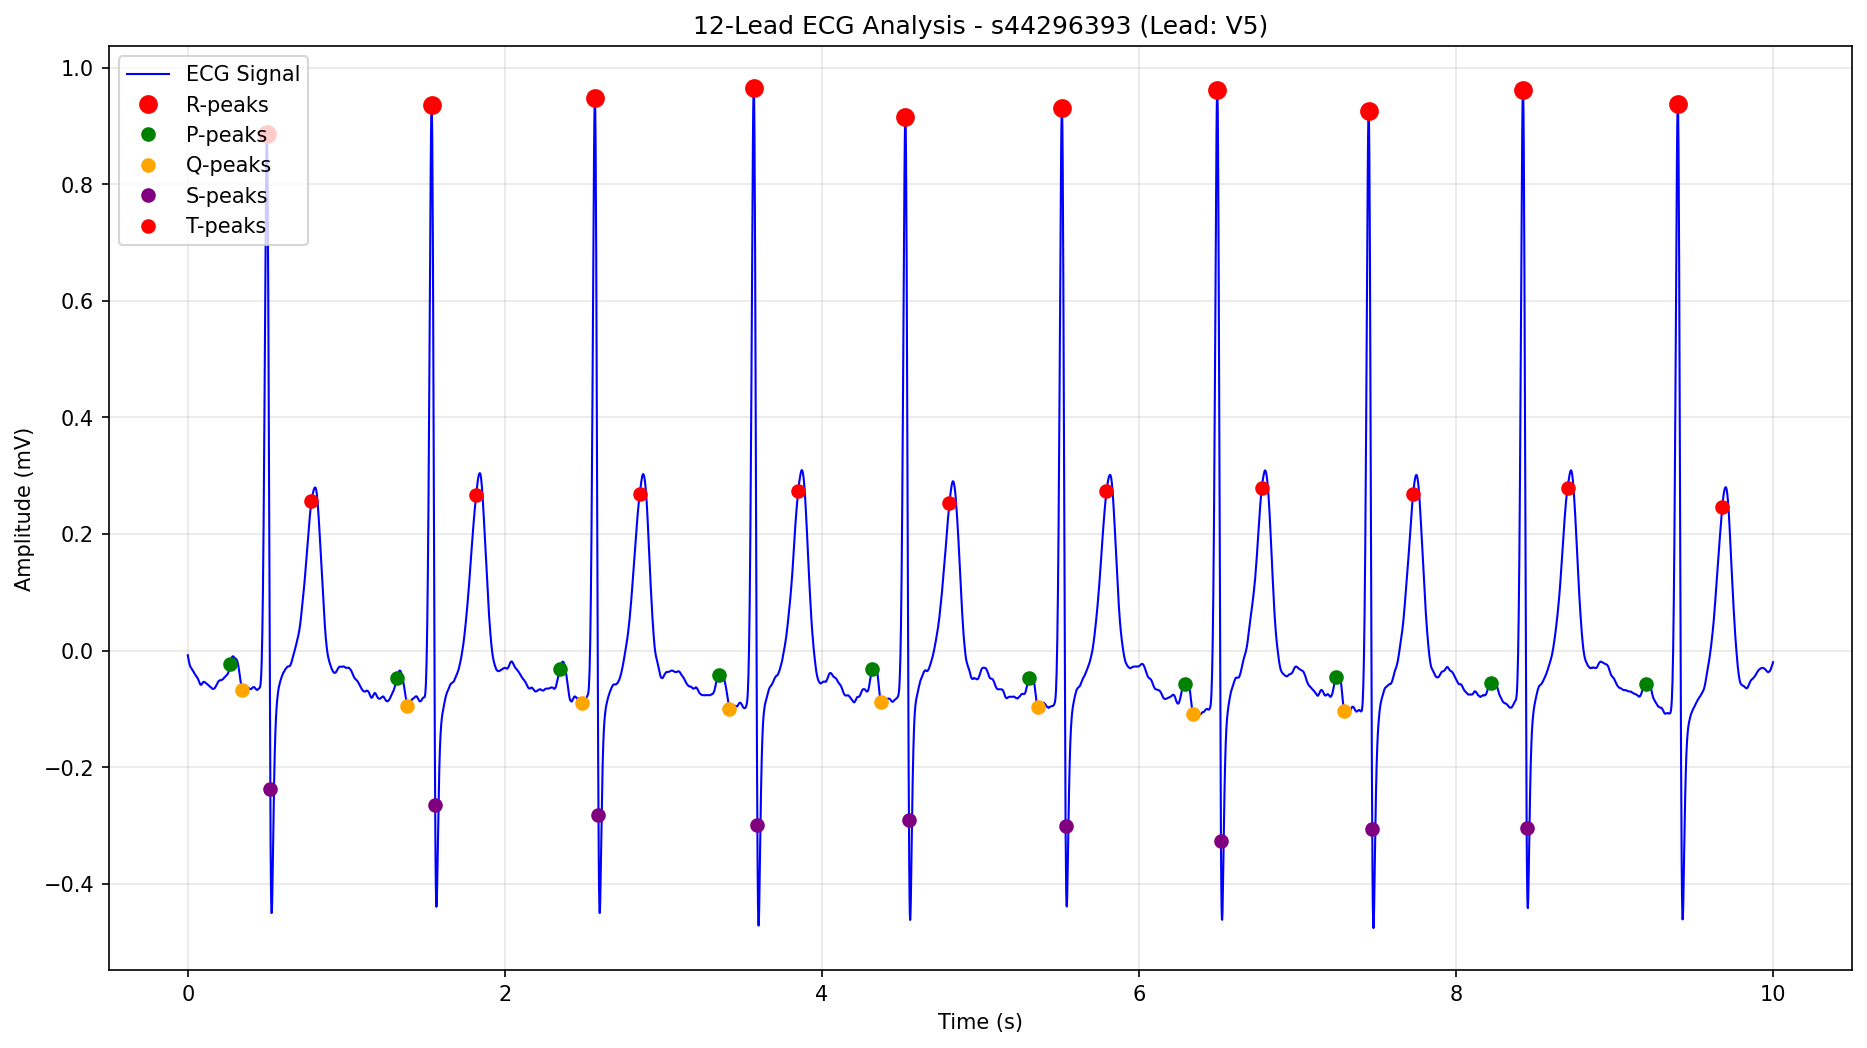 12-Lead ECG Analysis - s44296393 (Lead: V5)
ECG Signal
R-peaks
P-peaks
Q-peaks
S-peaks
T-peaks
Amplitude (mV)
1.0
0.8
0.6
0.4
0.2
0.0
−0.2
−0.4
0 2 4 6 8 10
Time (s)